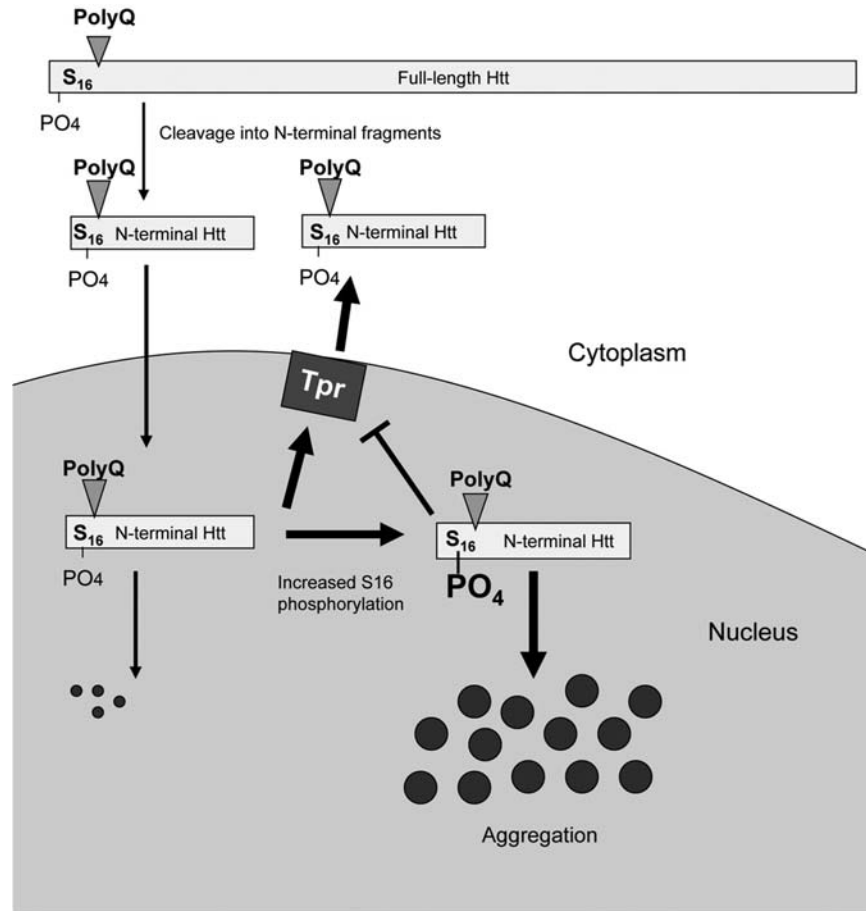 PolyQ
S16 Full-length Htt
PO4
Cleavage into N-terminal fragments
PolyQ PolyQ
S16 N-terminal Htt S16 N-terminal Htt
PO4 PO4
Cytoplasm
Tpr
PolyQ PolyQ
S16 N-terminal Htt S16 N-terminal Htt
PO4 PO4
Increased S16
phosphorylation
Nucleus
Aggregation